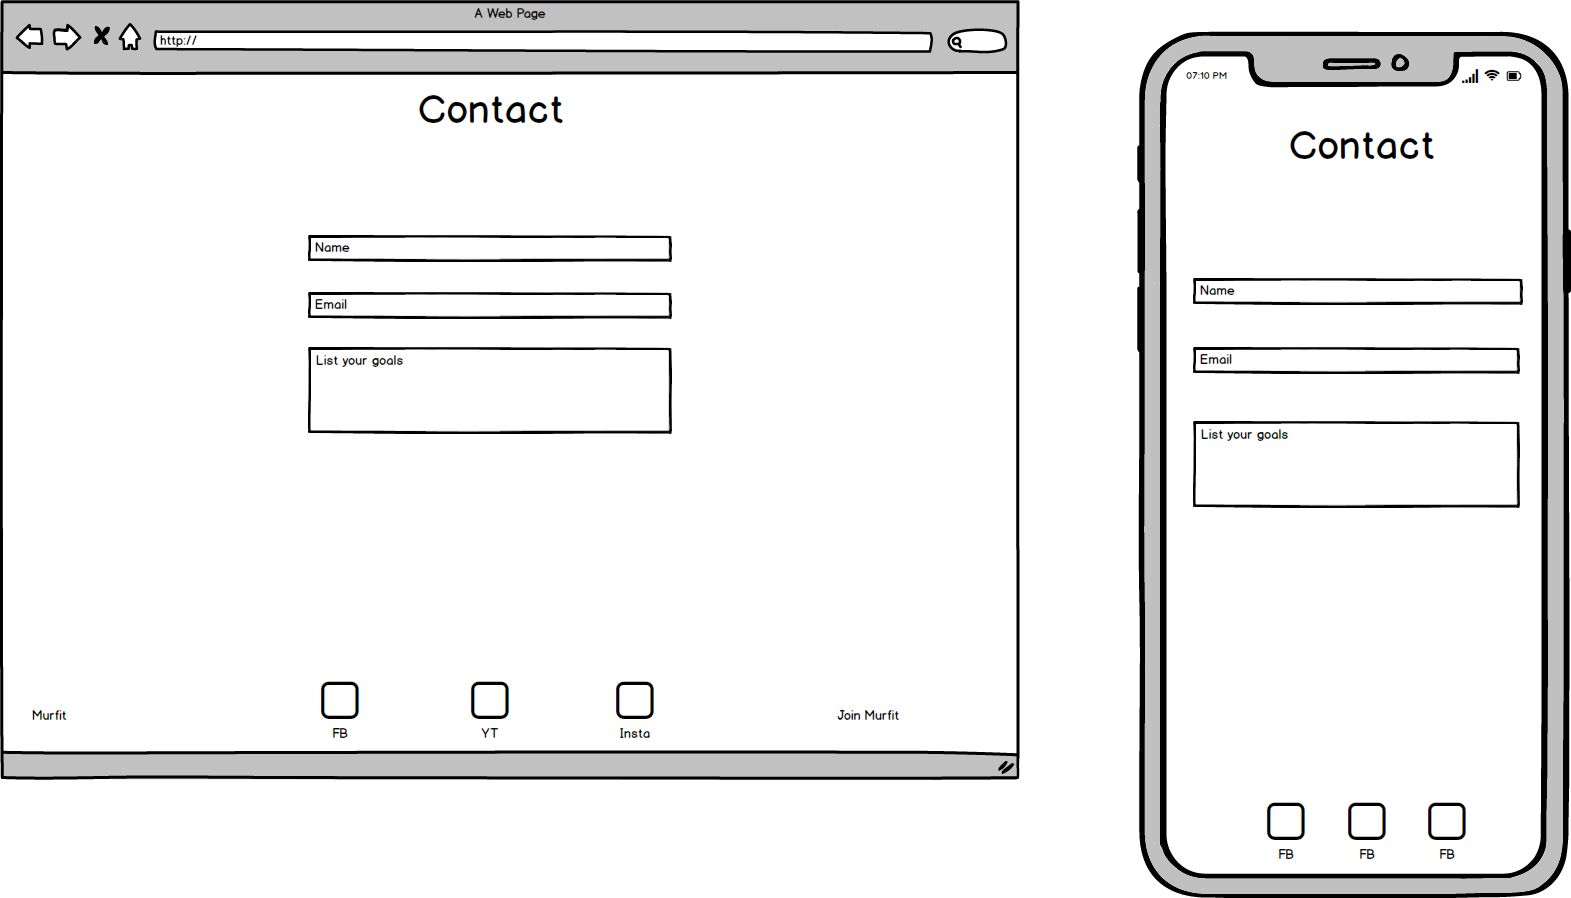 A Web Page
http://
Contact
Name
Email
List your goals
Murfit
FB
YT
Insta
Join Murfit
07:10 PM
Contact
Name
Email
List your goals
FB
FB
FB